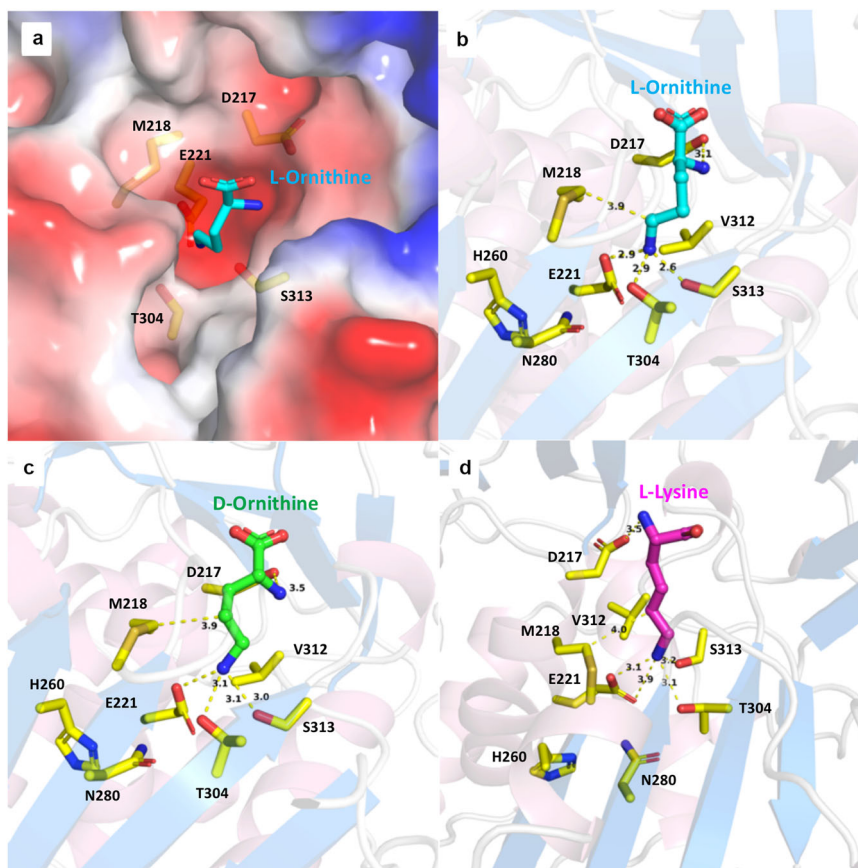 a
D217
M218
E221
L-Ornithine
S313
T304
b
L-Ornithine
D217
3.1
M218
3.9
V312
H260
2.9
E221
2.9
2.6
S313
N280
T304
c
D-Ornithine
D217
3.5
M218
3.9
V312
H260
3.1
E221
3.1
3.0
S313
N280
T304
d
L-Lysine
3.5
D217
V312
M218
4.0
S313
3.2
3.1
E221
3.9
3.1
T304
H260
N280